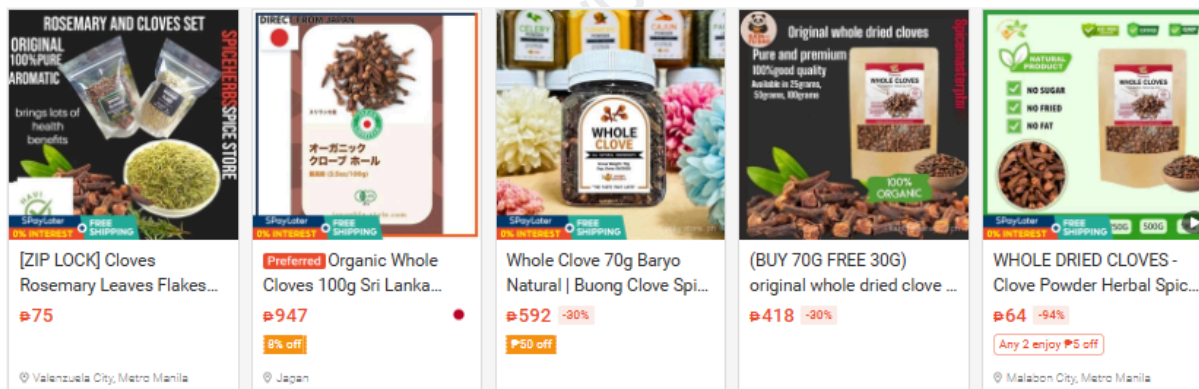 ROSEMARY AND CLOVES SET
ORIGINAL
100%PURE
AROMATIC
brings lots of
health
benefits
SPICEHERBSSPICE STORE
SPayLater
0% INTEREST
FREE
SHIPPING
[ZIP LOCK] Cloves
Rosemary Leaves Flakes...
₱75
Valenzuela City, Metro Manila
DIRECT FROM JAPAN
オーガニック
クローブ ホール
SPayLater
0% INTEREST
FREE
SHIPPING
Preferred Organic Whole
Cloves 100g Sri Lanka...
₱947
8% off
Japan
CELERY
CAJUN
WHOLE
CLOVE
SPayLater
0% INTEREST
FREE
SHIPPING
Whole Clove 70g Baryo
Natural | Buong Clove Spi...
₱592 -30%
₱50 off
Original whole dried cloves
Pure and premium
100%good quality
Available in 25grams,
50grams, 100grams
WHOLE CLOVES
100%
ORGANIC
(BUY 70G FREE 30G)
original whole dried clove ...
₱418 -30%
NATURAL
PRODUCT
NO SUGAR
NO FRIED
NO FAT
WHOLE CLOVES
SPayLater
0% INTEREST
FREE
SHIPPING
500G
WHOLE DRIED CLOVES -
Clove Powder Herbal Spic...
₱64 -94%
Any 2 enjoy ₱5 off
Malabon City, Metro Manila